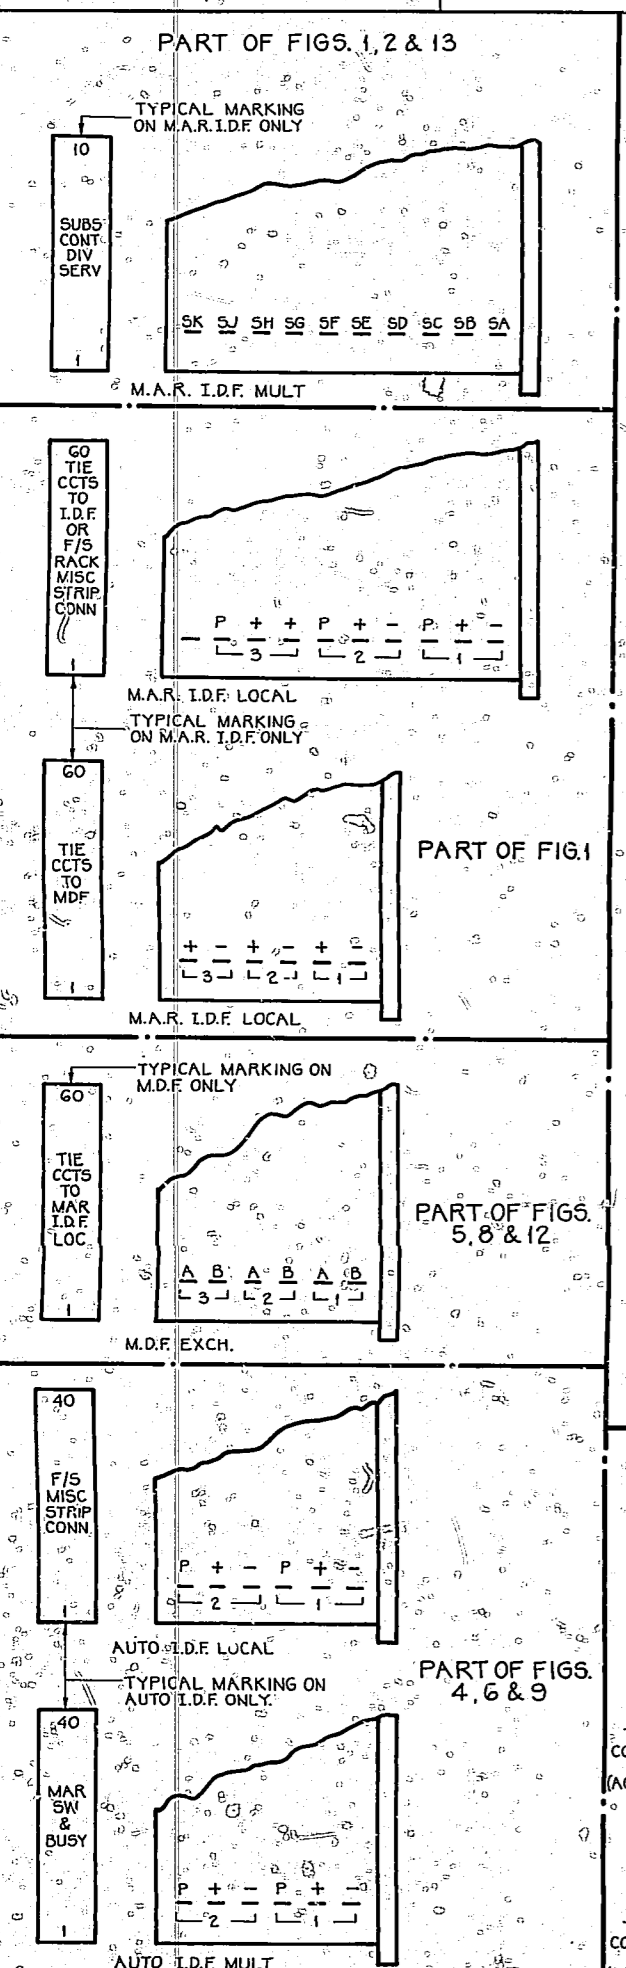 PART OF FIGS. 1, 2 & 13
TYPICAL MARKING
ON M.A.R. I.D.F. ONLY
10
SUBS
CONT
DIV
SERV
1
SK SJ SH SG SF SE SD SC SB SA
M.A.R. I.D.F. MULT
60
TIE
CCTS
TO
I.D.F.
OR
F/S
RACK
MISC
STRIP
CONN
1
P + + P + - P + -
3 2 1
M.A.R. I.D.F. LOCAL
TYPICAL MARKING
ON M.A.R. I.D.F. ONLY
60
TIE
CCTS
TO
MDF
1
+ - + - + -
3 2 1
M.A.R. I.D.F. LOCAL
PART OF FIG.1
TYPICAL MARKING ON
M.D.F. ONLY
60
TIE
CCTS
TO
MAR
I.D.F.
LOC.
1
A B A B A B
3 2 1
M.D.F. EXCH.
PART OF FIGS.
5, 8 & 12
40
F/S
MISC
STRIP
CONN
1
P + - P + -
2 1
AUTO I.D.F. LOCAL
TYPICAL MARKING ON
AUTO I.D.F. ONLY.
PART OF FIGS.
4, 6 & 9
40
MAR
SW
&
BUSY
1
P + - P + -
2 1
AUTO I.D.F. MULT